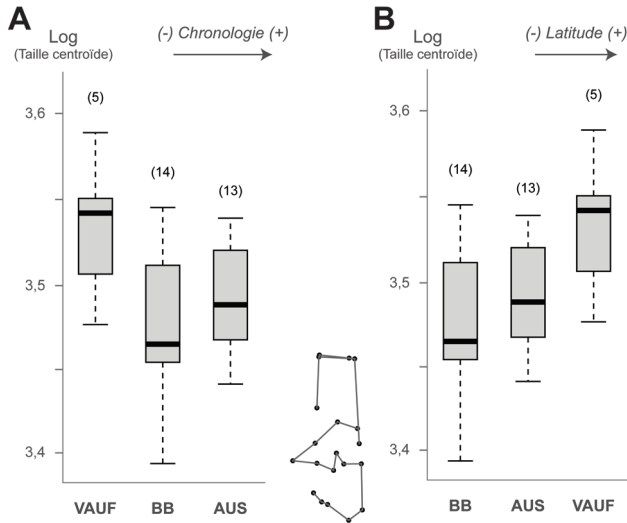 A
Log
(Taille centroïde)
(-) Chronologie (+)
3,6
3,5
3,4
(5)
(14)
(13)
VAUF BB AUS
B
Log
(Taille centroïde)
(-) Latitude (+)
3,6
3,5
3,4
(14)
(13)
(5)
BB AUS VAUF